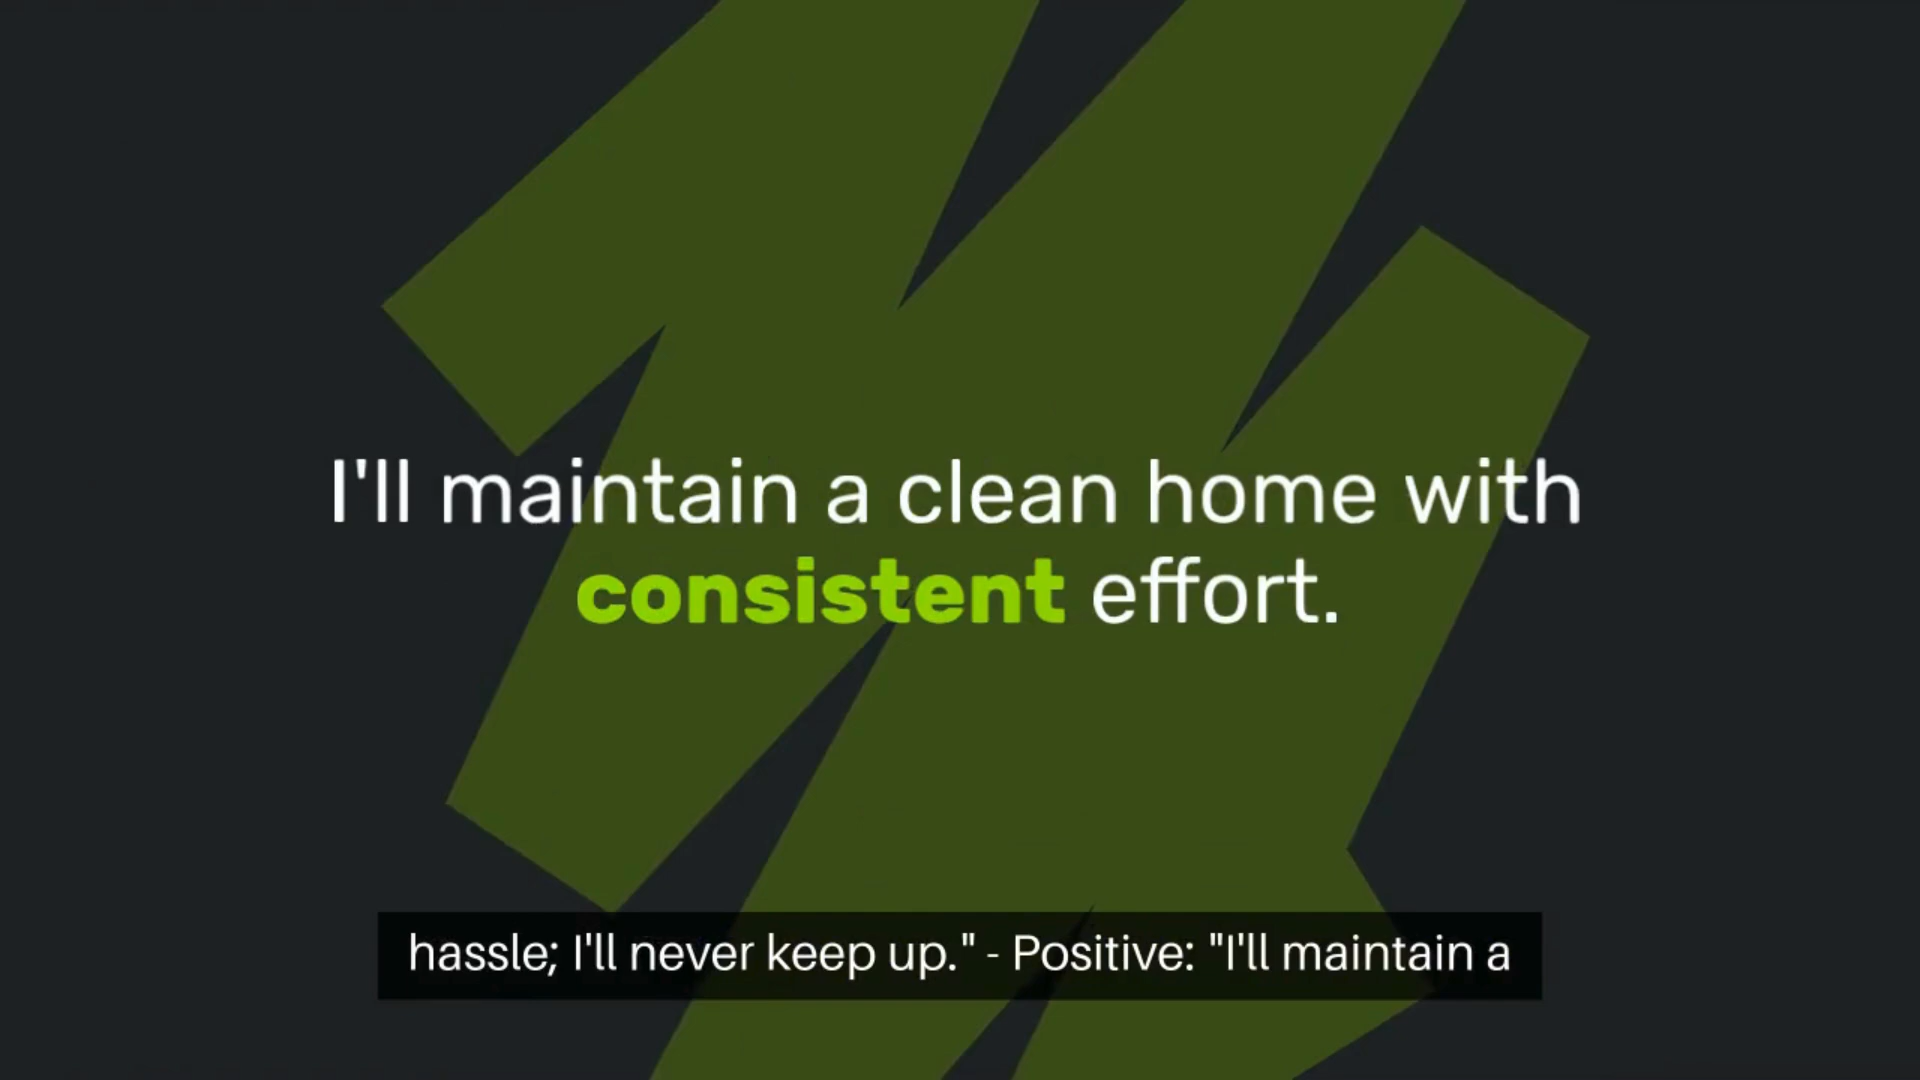 I'll maintain a clean home with
consistent effort.
hassle; I'll never keep up." - Positive: "I'll maintain a